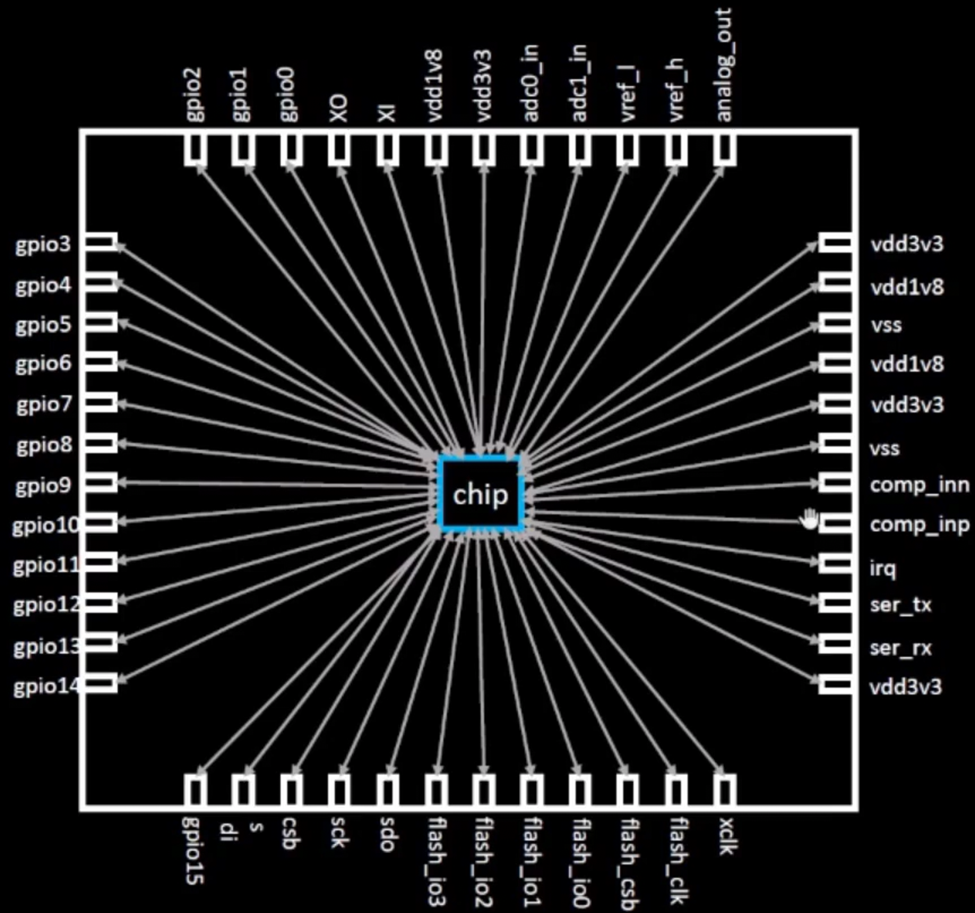 gpio2
gpio1
gpio0
XO
XI
vdd1v8
vdd3v3
adc0_in
adc1_in
vref_l
vref_h
analog_out
gpio3
gpio4
gpio5
gpio6
gpio7
gpio8
gpio9
gpio10
gpio11
gpio12
gpio13
gpio14
chip
vdd3v3
vdd1v8
vss
vdd1v8
vdd3v3
vss
comp_inn
comp_inp
irq
ser_tx
ser_rx
vdd3v3
gpio15
s
di
csb
sck
sdo
flash_io3
flash_io2
flash_io1
flash_io0
flash_csb
flash_clk
xclk